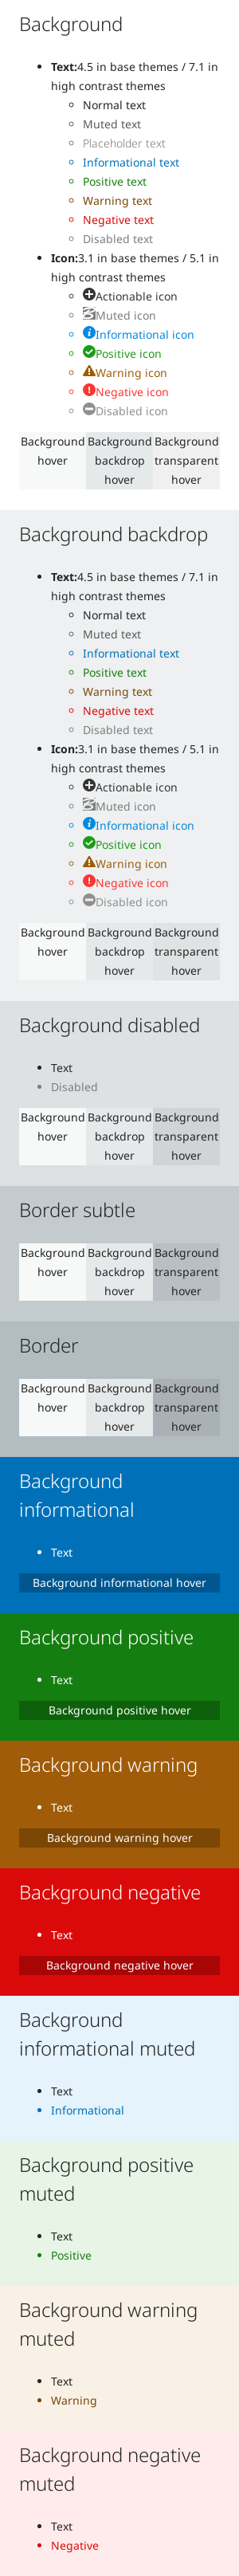 Background
Text:4.5 in base themes / 7.1 in
high contrast themes
Normal text
Muted text
Placeholder text
Informational text
Positive text
Warning text
Negative text
Disabled text
Icon:3.1 in base themes / 5.1 in
high contrast themes
Actionable icon
Muted icon
Informational icon
Positive icon
Warning icon
Negative icon
Disabled icon
Background Background Background
hover backdrop transparent
hover hover
Background backdrop
Text:4.5 in base themes / 7.1 in
high contrast themes
Normal text
Muted text
Informational text
Positive text
Warning text
Negative text
Disabled text
Icon:3.1 in base themes / 5.1 in
high contrast themes
Actionable icon
Muted icon
Informational icon
Positive icon
Warning icon
Negative icon
Disabled icon
Background Background Background
hover backdrop transparent
hover hover
Background disabled
Text
Disabled
Background Background Background
hover backdrop transparent
hover hover
Border subtle
Background Background Background
hover backdrop transparent
hover hover
Border
Background Background Background
hover backdrop transparent
hover hover
Background
informational
Text
Background informational hover
Background positive
Text
Background positive hover
Background warning
Text
Background warning hover
Background negative
Text
Background negative hover
Background
informational muted
Text
Informational
Background positive
muted
Text
Positive
Background warning
muted
Text
Warning
Background negative
muted
Text
Negative